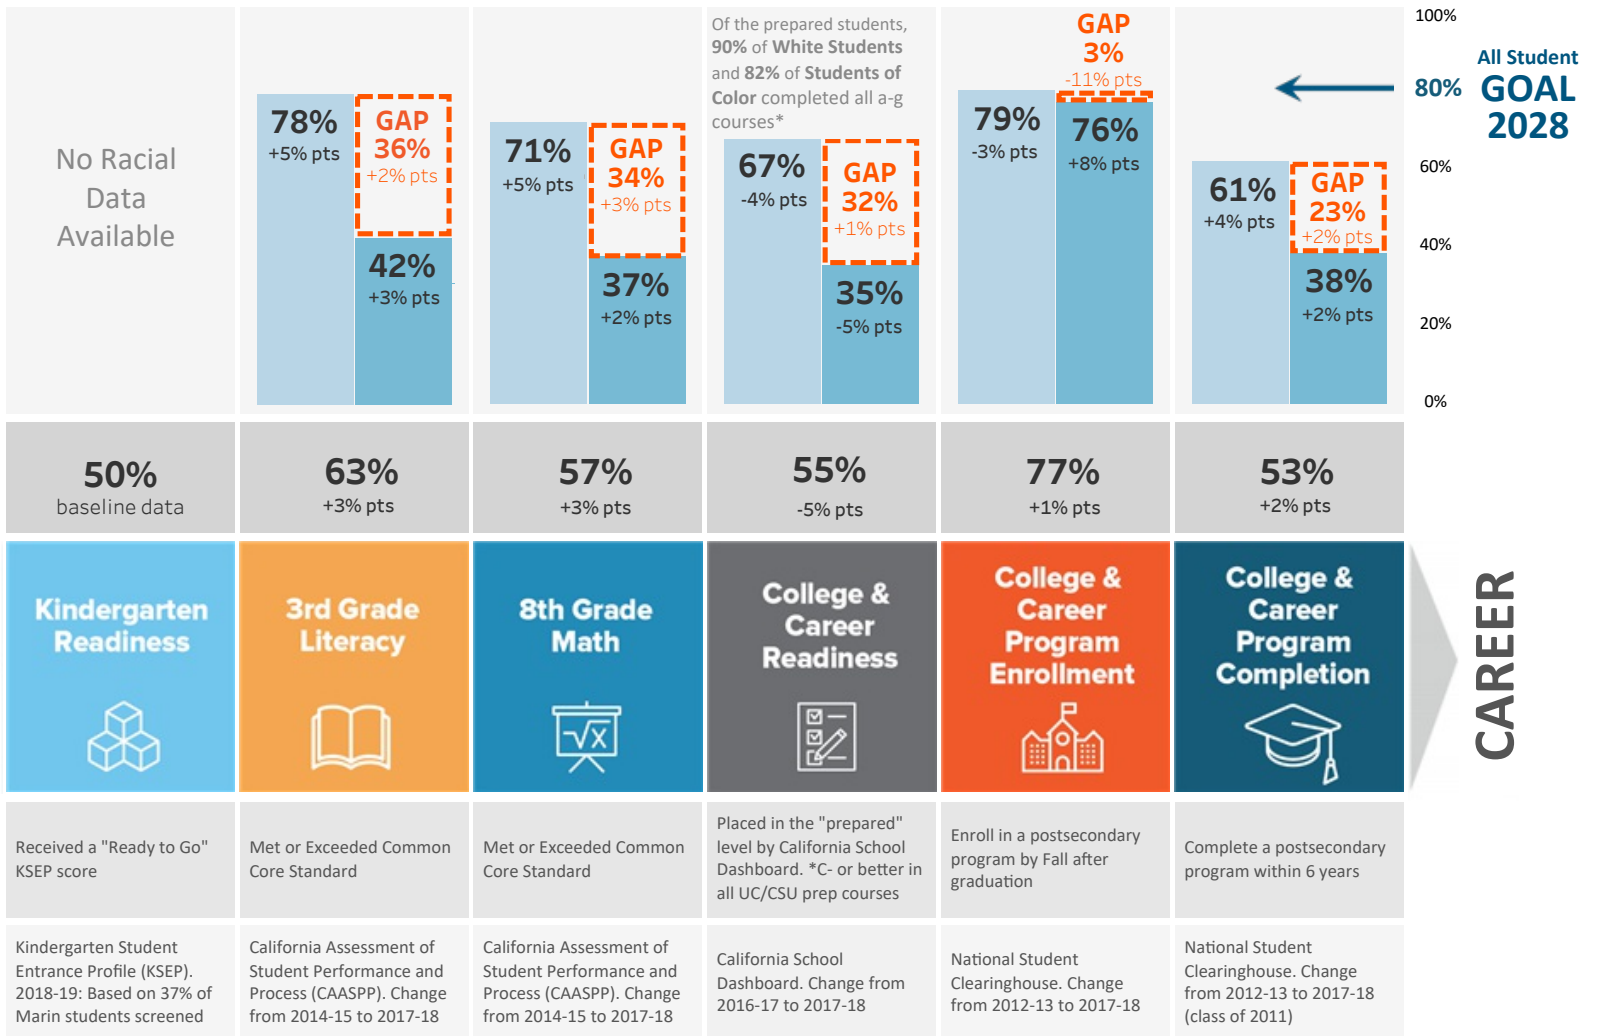 No Racial
Data
Available
78%
+5% pts
GAP
36%
+2% pts
42%
+3% pts
71%
+5% pts
GAP
34%
+3% pts
37%
+2% pts
Of the prepared students,
90% of White Students
and 82% of Students of
Color completed all a-g
courses*
67%
-4% pts
GAP
32%
+1% pts
35%
-5% pts
GAP
3%
-11% pts
79%
-3% pts
76%
+8% pts
61%
+4% pts
GAP
23%
+2% pts
38%
+2% pts
100%
80%
60%
40%
20%
0%
All Student
GOAL
2028
50%
baseline data
63%
+3% pts
57%
+3% pts
55%
-5% pts
77%
+1% pts
53%
+2% pts
Kindergarten
Readiness
3rd Grade
Literacy
8th Grade
Math
√x
College &
Career
Readiness
College &
Career
Program
Enrollment
College &
Career
Program
Completion
CAREER
Received a "Ready to Go"
KSEP score
Met or Exceeded Common
Core Standard
Met or Exceeded Common
Core Standard
Placed in the "prepared"
level by California School
Dashboard. *C- or better in
all UC/CSU prep courses
Enroll in a postsecondary
program by Fall after
graduation
Complete a postsecondary
program within 6 years
Kindergarten Student
Entrance Profile (KSEP).
2018-19: Based on 37% of
Marin students screened
California Assessment of
Student Performance and
Process (CAASPP). Change
from 2014-15 to 2017-18
California Assessment of
Student Performance and
Process (CAASPP). Change
from 2014-15 to 2017-18
California School
Dashboard. Change from
2016-17 to 2017-18
National Student
Clearinghouse. Change
from 2012-13 to 2017-18
National Student
Clearinghouse. Change
from 2012-13 to 2017-18
(class of 2011)